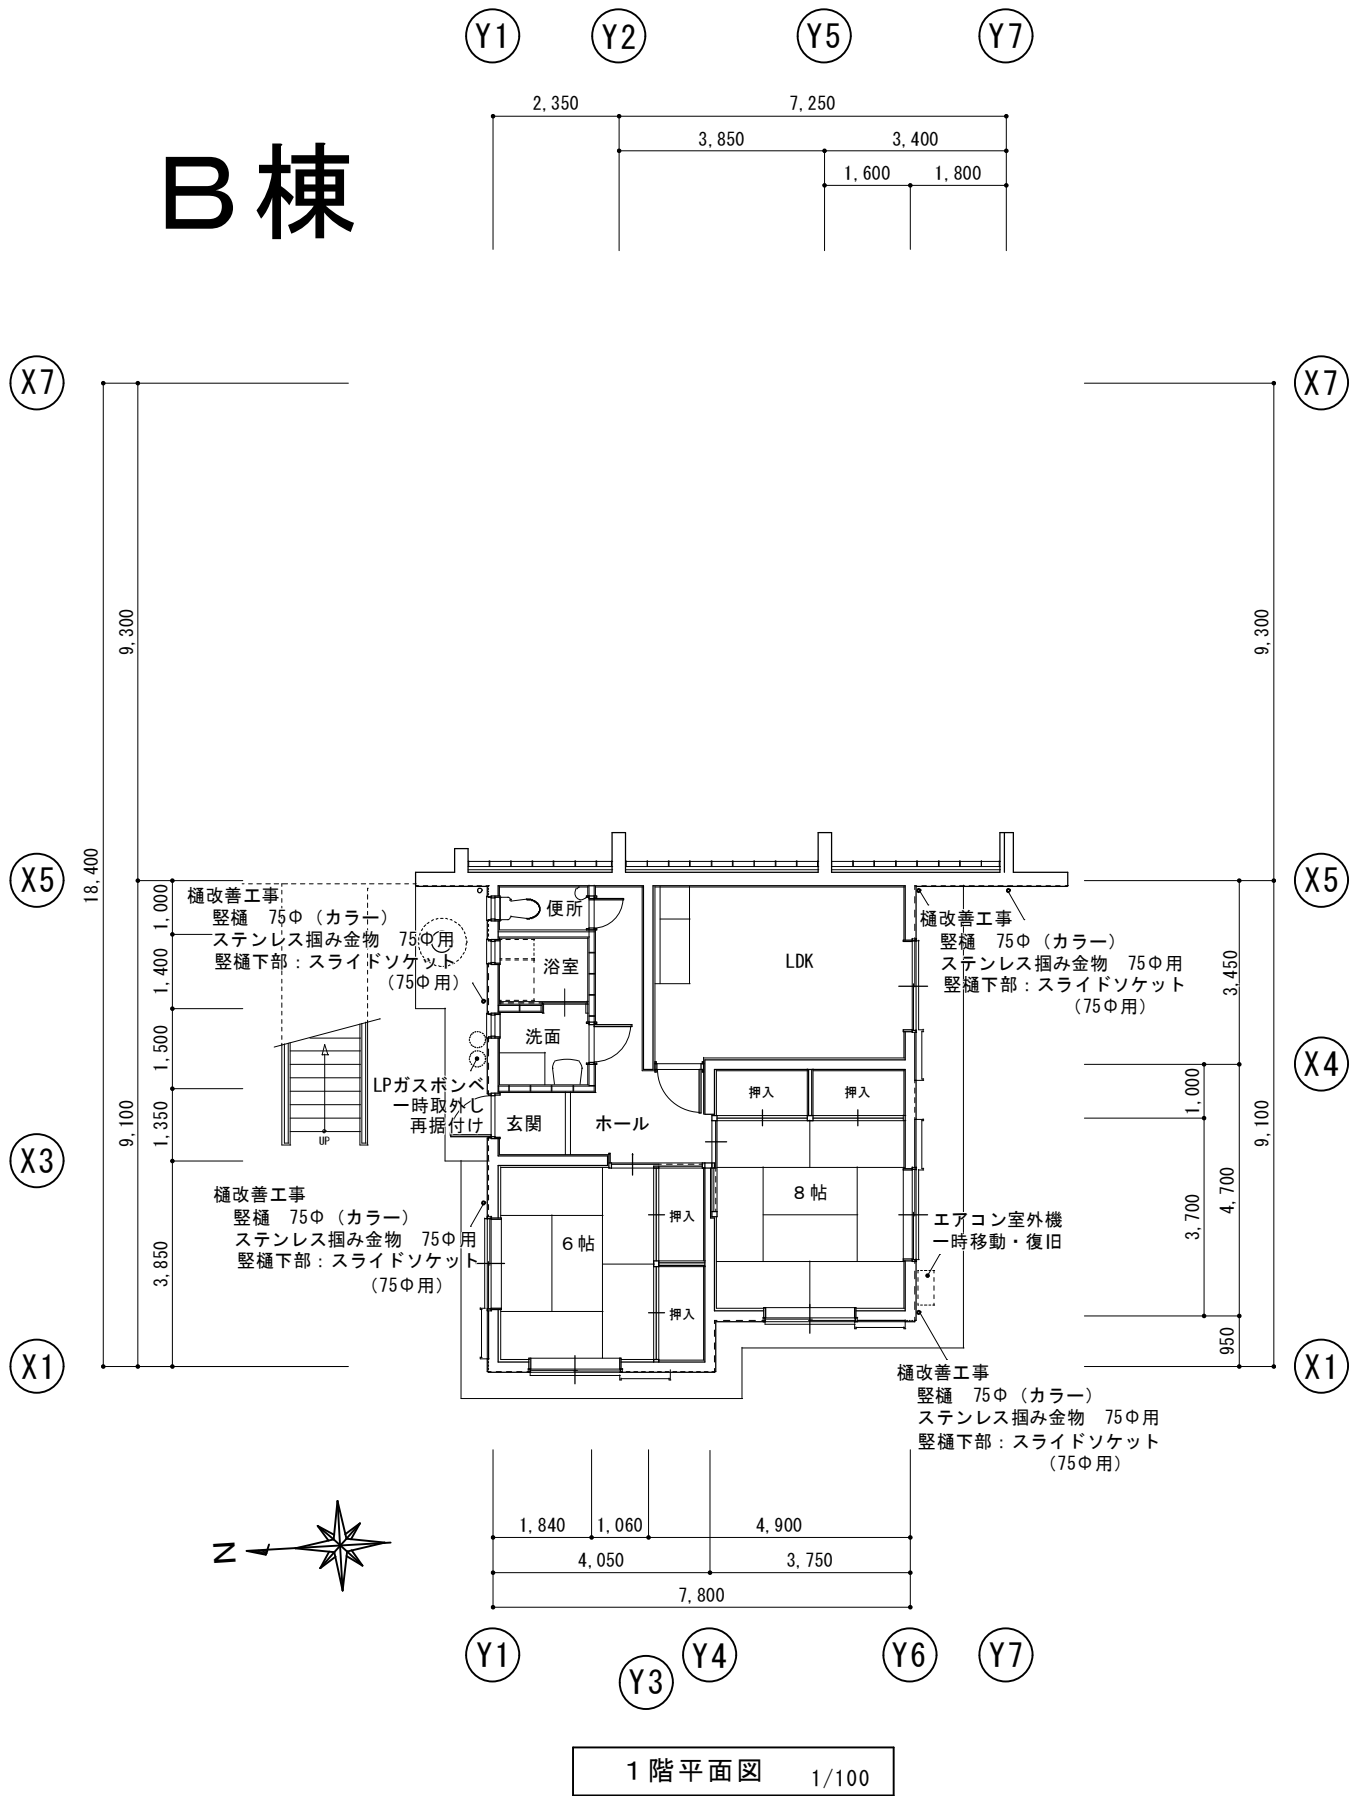 Y1 Y2 Y5 Y7
2,350 7,250
3,850 3,400
1,600 1,800
B棟
X7 X7
9,300 9,300
18,400
X5 X5
樋改善工事
竪樋 75Φ（カラー）
ステンレス掴み金物 75Φ用
竪樋下部：スライドソケット
（75Φ用）
1,000
1,400
1,500
1,350
3,850
9,100
便所
浴室
洗面
LDK
樋改善工事
竪樋 75Φ（カラー）
ステンレス掴み金物 75Φ用
竪樋下部：スライドソケット
（75Φ用）
3,450
X4
1,000
9,100
4,700
3,700
950
UP
LPガスボンベ
一時取外し
再据付け
玄関
ホール
押入 押入
X3
樋改善工事
竪樋 75Φ（カラー）
ステンレス掴み金物 75Φ用
竪樋下部：スライドソケット
（75Φ用）
6帖
押入
押入
8帖
エアコン室外機
一時移動・復旧
X1 X1
樋改善工事
竪樋 75Φ（カラー）
ステンレス掴み金物 75Φ用
竪樋下部：スライドソケット
（75Φ用）
N
1,840 1,060 4,900
4,050 3,750
7,800
Y1 Y3 Y4 Y6 Y7
1階平面図 1/100